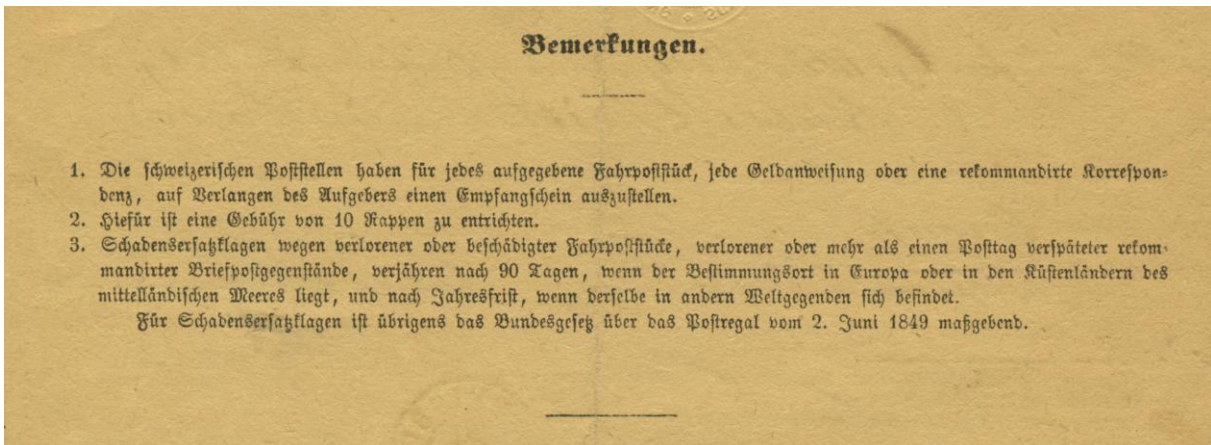 Bemerkungen.
1. Die schweizerischen Poststellen haben für jedes aufgegebene Fahrpoststück, jede Geldanweisung oder eine rekommandirte Korrespon-
denz, auf Verlangen des Aufgebers einen Empfangschein auszustellen.
2. Hiefür ist eine Gebühr von 10 Rappen zu entrichten.
3. Schadensersatzklagen wegen verlorener oder beschädigter Fahrpoststücke, verlorener oder mehr als einen Posttag verspäteter rekom-
mandirter Briefpostgegenstände, verjähren nach 90 Tagen, wenn der Bestimmungsort in Europa oder in den Küstenländern des
mittelländischen Meeres liegt, und nach Jahresfrist, wenn derselbe in andern Weltgegenden sich befindet.
Für Schadensersatzklagen ist übrigens das Bundesgesetz über das Postregal vom 2. Juni 1849 maßgebend.